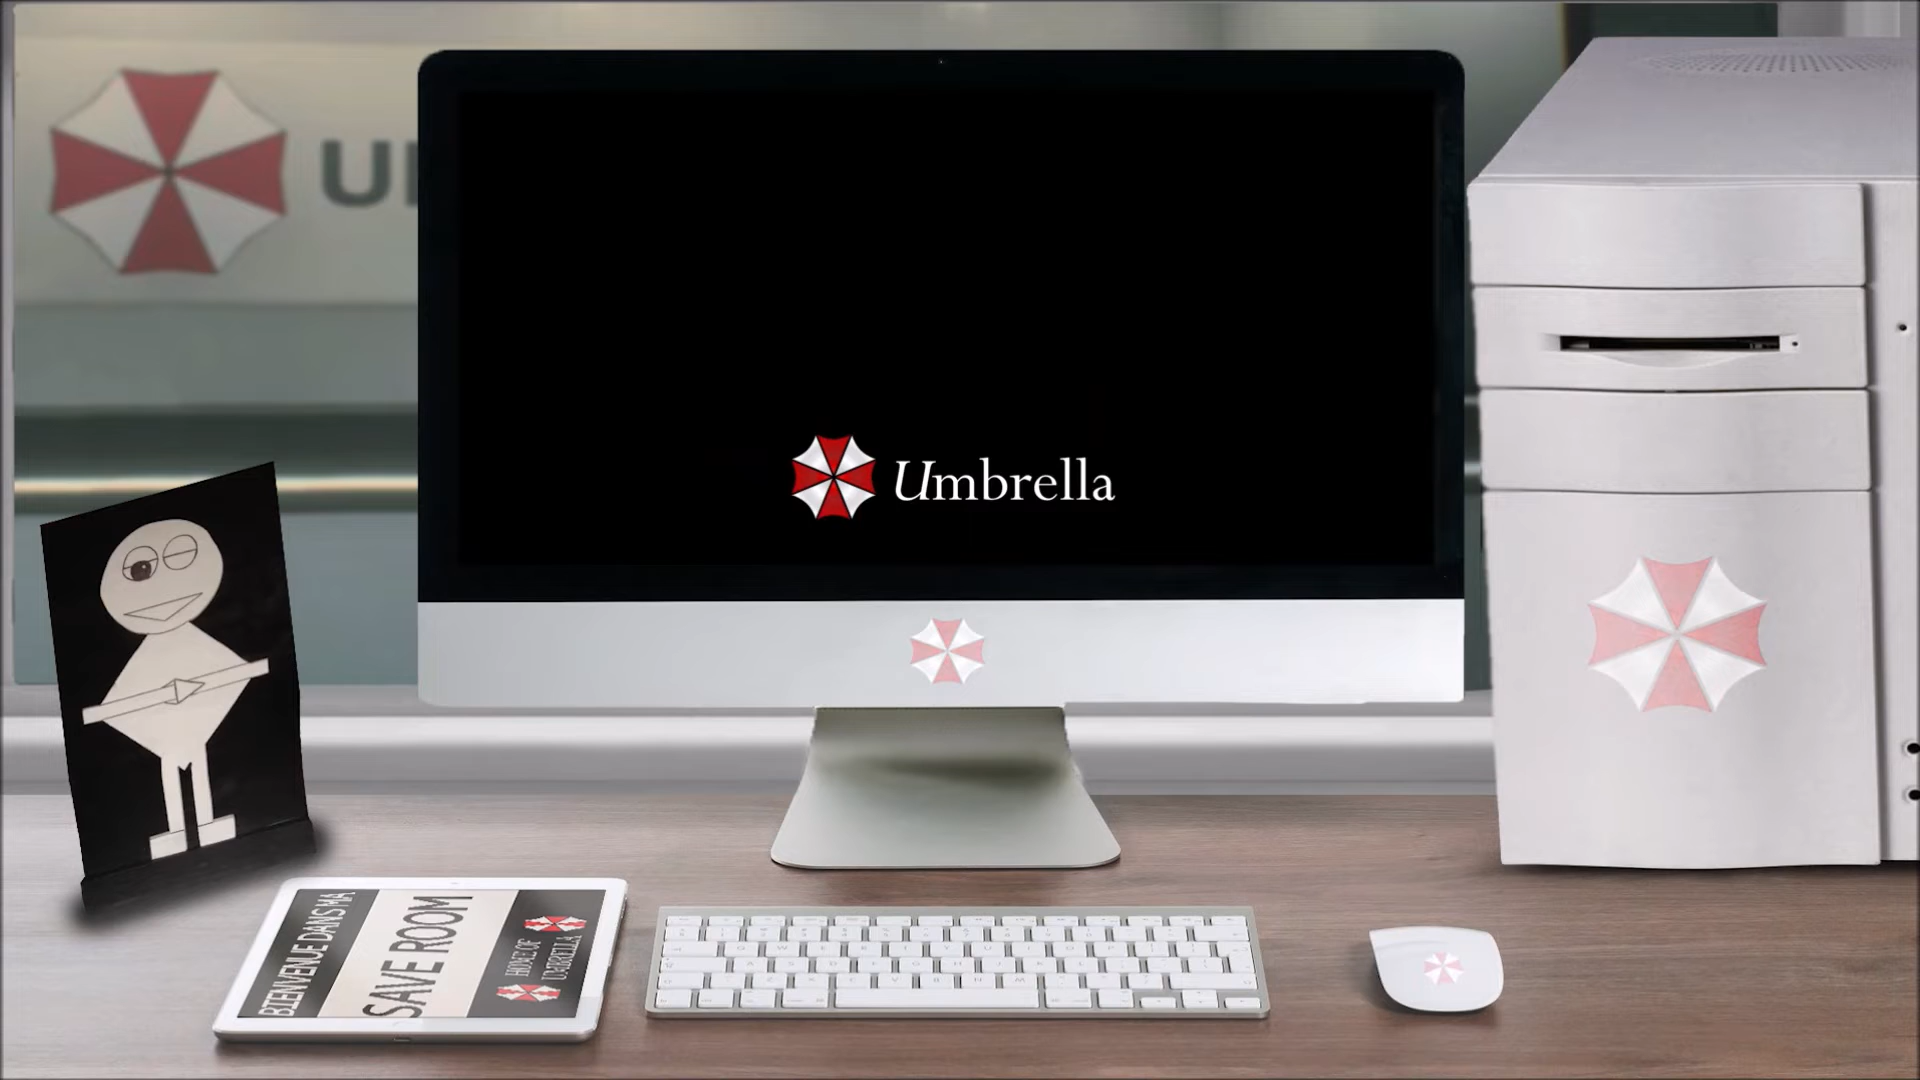 U
Umbrella
BIENVENUE DANS MA
SAVE ROOM
HOME OF
UMBRELLA